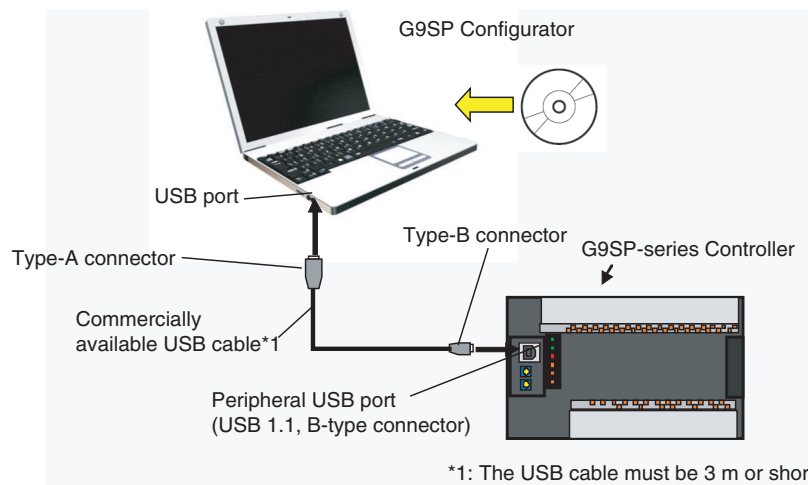 G9SP Configurator
USB port
Type-A connector
Type-B connector
G9SP-series Controller
Commercially
available USB cable*1
Peripheral USB port
(USB 1.1, B-type connector)
*1: The USB cable must be 3 m or shor